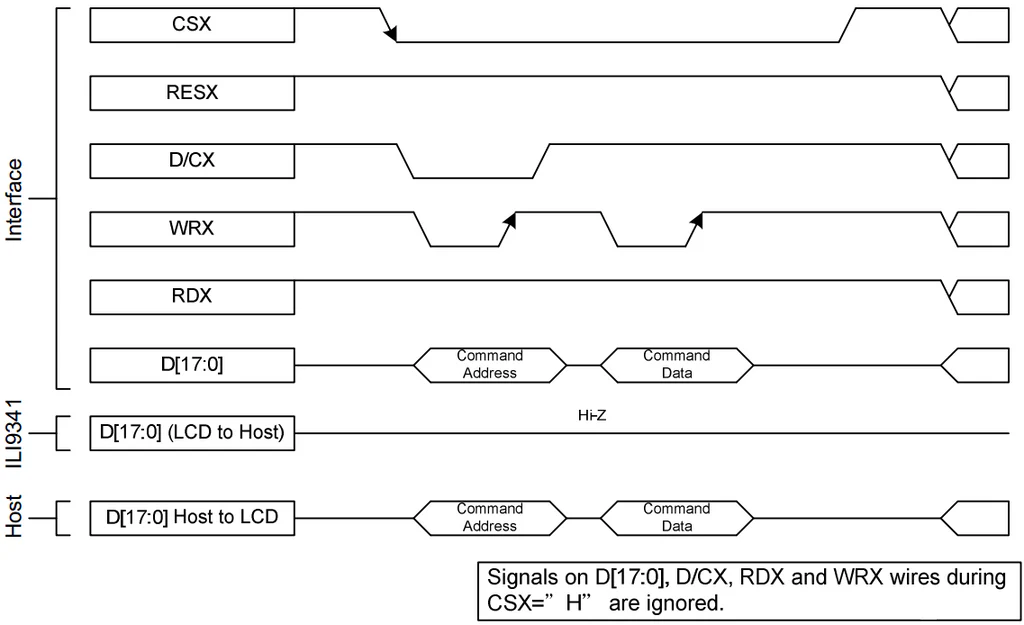 Interface
CSX
RESX
D/CX
WRX
RDX
D[17:0]
Command
Address
Command
Data
ILI9341
D[17:0] (LCD to Host)
Hi-Z
Host
D[17:0] Host to LCD
Command
Address
Command
Data
Signals on D[17:0], D/CX, RDX and WRX wires during
CSX=” H” are ignored.